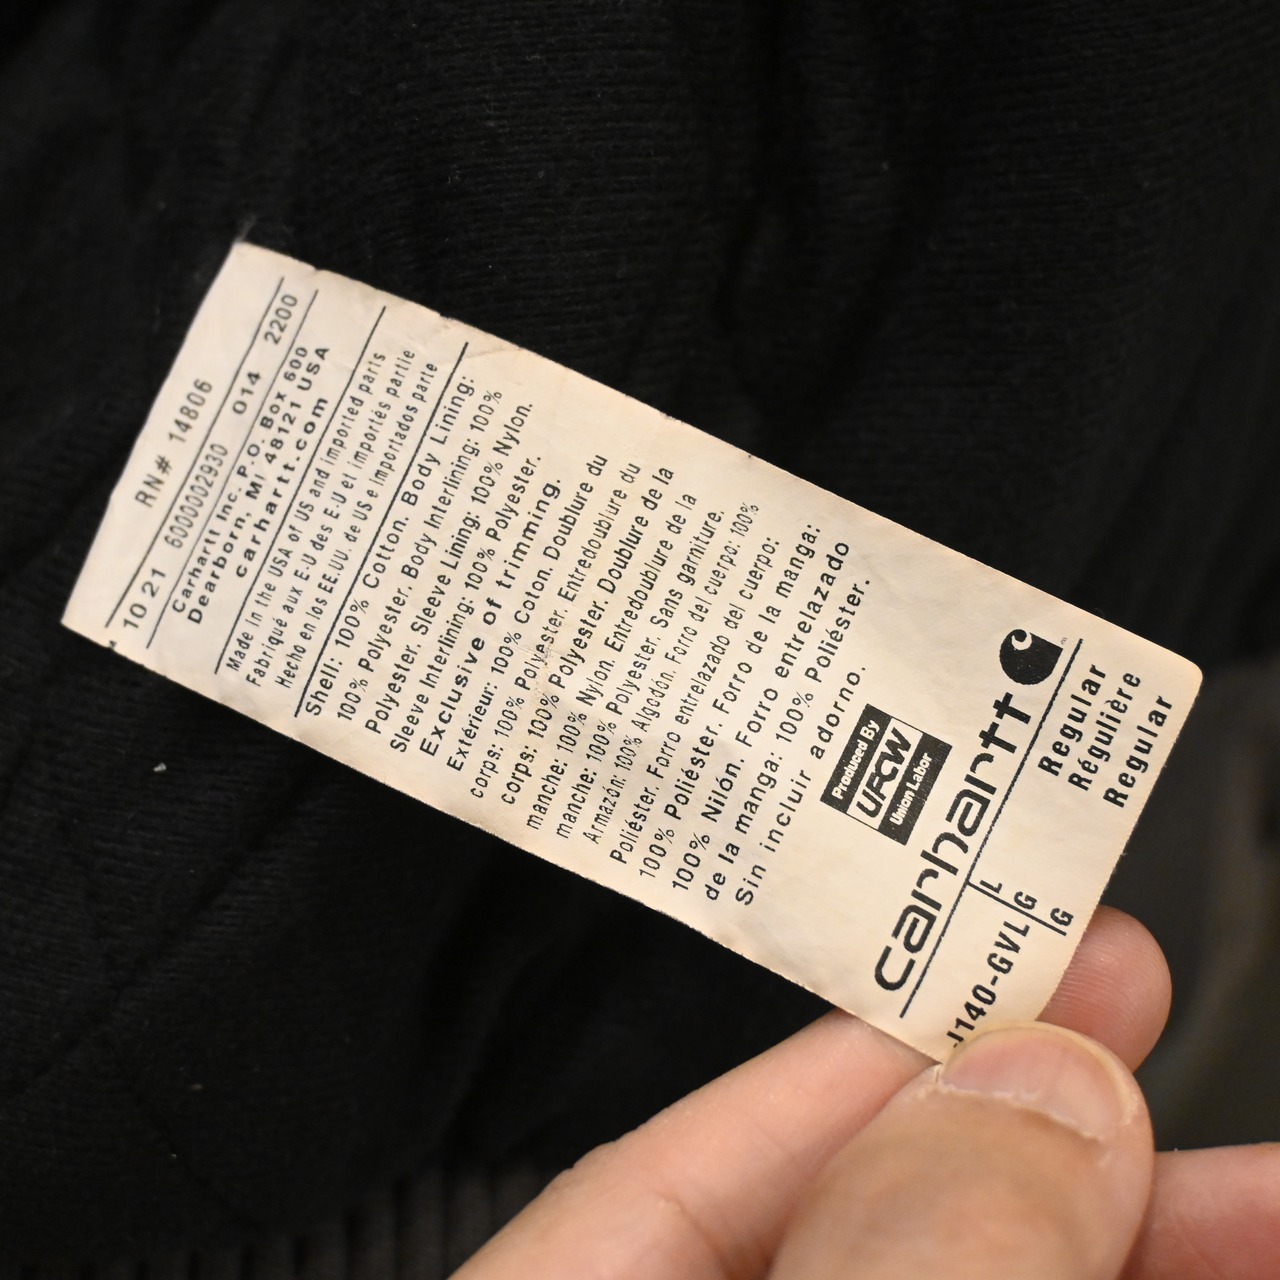 carhartt
J140-GVL
L Regular
G Régulière
G Regular
Produced By
UFCW
Union Labor
Shell: 100% Cotton. Body Lining:
100% Polyester. Body Interlining: 100%
Polyester. Sleeve Lining: 100% Nylon.
Sleeve Interlining: 100% Polyester.
Exclusive of trimming.
Extérieur: 100% Coton. Doublure du
corps: 100% Polyester. Entredoublure du
corps: 100% Polyester. Doublure de la
manche: 100% Nylon. Entredoublure de la
manche: 100% Polyester. Sans garniture.
Armazón: 100% Algodón. Forro del cuerpo: 100%
Poliéster. Forro entrelazado del cuerpo:
100% Poliéster. Forro de la manga:
100% Nilón. Forro entrelazado
de la manga: 100% Poliéster.
Sin incluir adorno.
Made in the USA of US and imported parts
Fabriqué aux E-U des E-U et importés partie
Hecho en los EE.UU. de US e importados parte
Carhartt Inc. P.O. Box 600
Dearborn, MI 48121 USA
carhartt.com
10 21 6000002930 014 2200
RN# 14806